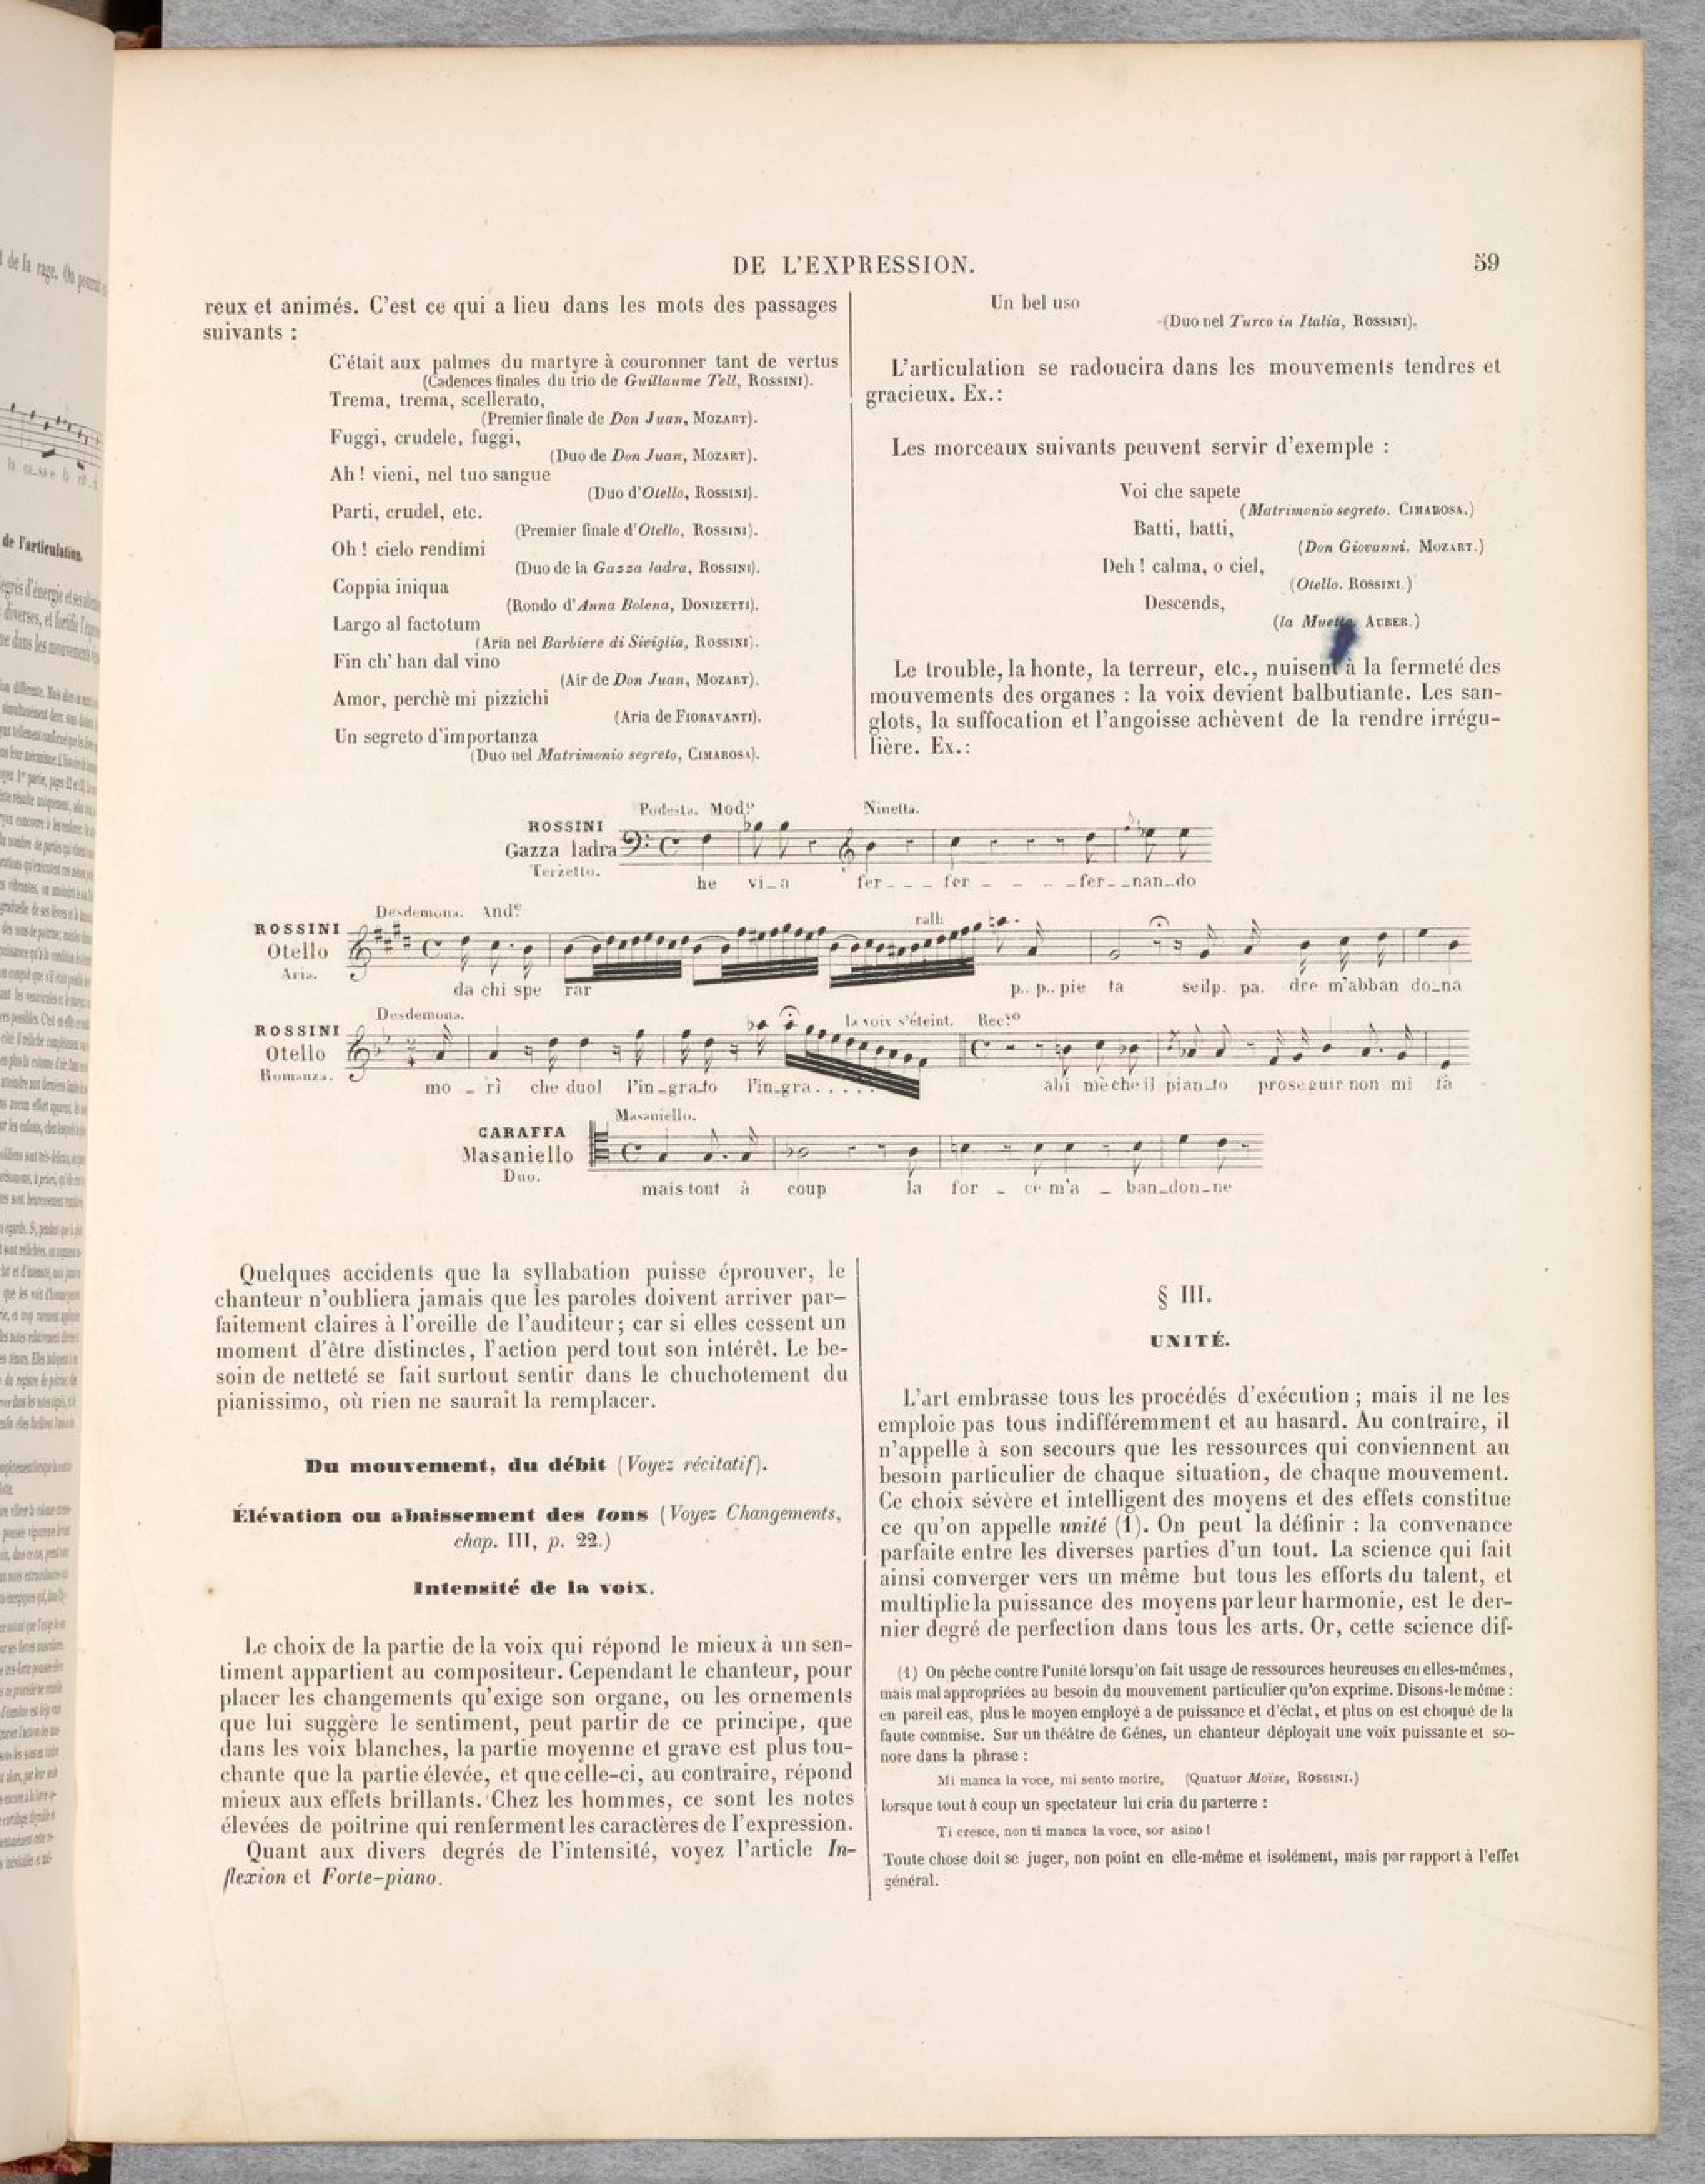 DE L'EXPRESSION.
59
reux et animés. C'est ce qui a lieu dans les mots des passages
suivants :
C'était aux palmes du martyre à couronner tant de vertus
(Cadences finales du trio de Guillaume Tell, ROSSINI).
Trema, trema, scellerato,
(Premier finale de Don Juan, MOZART).
Fuggi, crudele, fuggi,
(Duo de Don Juan, MOZART).
Ah ! vieni, nel tuo sangue
(Duo d'Otello, ROSSINI).
Parti, crudel, etc.
(Premier finale d'Otello, ROSSINI).
Oh ! cielo rendimi
(Duo de la Gazza ladra, ROSSINI).
Coppia iniqua
(Rondo d'Anna Bolena, DONIZETTI).
Largo al factotum
(Aria nel Barbiere di Siviglia, ROSSINI).
Fin ch' han dal vino
(Air de Don Juan, MOZART).
Amor, perchè mi pizzichi
(Aria de FIORAVANTI).
Un segreto d'importanza
(Duo nel Matrimonio segreto, CIMAROSA).
Un bel uso
(Duo nel Turco in Italia, ROSSINI).
L'articulation se radoucira dans les mouvements tendres et
gracieux. Ex.:
Les morceaux suivants peuvent servir d'exemple :
Voi che sapete
(Matrimonio segreto. CIMAROSA.)
Batti, batti,
(Don Giovanni. MOZART.)
Deh ! calma, o ciel,
(Otello. ROSSINI.)
Descends,
(la Muette. AUBER.)
Le trouble, la honte, la terreur, etc., nuisent à la fermeté des
mouvements des organes : la voix devient balbutiante. Les san-
glots, la suffocation et l'angoisse achèvent de la rendre irrégu-
lière. Ex.:
Podesta. Mod.º Ninetta.
ROSSINI
Gazza ladra
Terzetto.
he vi_a fer_ _ _ fer _ _ _ _fer_ _nan_do
Desdemona. And.e rall:
ROSSINI
Otello
Aria.
da chi spe rar p.. p.. pie ta seilp. pa. dre m'abban do_na
Desdemona. la voix s'éteint. Rec.vo
ROSSINI
Otello
Romanza.
mo _ rì che duol l'in_grato l'in_gra. . . . . ahi mè che il pian_to proseguir non mi fà
Masaniello.
CARAFFA
Masaniello
Duo.
mais tout à coup la for _ ce m'a _ ban_don_ne
Quelques accidents que la syllabation puisse éprouver, le
chanteur n'oubliera jamais que les paroles doivent arriver par-
faitement claires à l'oreille de l'auditeur ; car si elles cessent un
moment d'être distinctes, l'action perd tout son intérêt. Le be-
soin de netteté se fait surtout sentir dans le chuchotement du
pianissimo, où rien ne saurait la remplacer.
Du mouvement, du débit (Voyez récitatif).
Élévation ou abaissement des tons (Voyez Changements,
chap. III, p. 22.)
Intensité de la voix.
Le choix de la partie de la voix qui répond le mieux à un sen-
timent appartient au compositeur. Cependant le chanteur, pour
placer les changements qu'exige son organe, ou les ornements
que lui suggère le sentiment, peut partir de ce principe, que
dans les voix blanches, la partie moyenne et grave est plus tou-
chante que la partie élevée, et que celle-ci, au contraire, répond
mieux aux effets brillants. Chez les hommes, ce sont les notes
élevées de poitrine qui renferment les caractères de l'expression.
Quant aux divers degrés de l'intensité, voyez l'article In-
flexion et Forte-piano.
§ III.
UNITÉ.
L'art embrasse tous les procédés d'exécution ; mais il ne les
emploie pas tous indifféremment et au hasard. Au contraire, il
n'appelle à son secours que les ressources qui conviennent au
besoin particulier de chaque situation, de chaque mouvement.
Ce choix sévère et intelligent des moyens et des effets constitue
ce qu'on appelle unité (1). On peut la définir : la convenance
parfaite entre les diverses parties d'un tout. La science qui fait
ainsi converger vers un même but tous les efforts du talent, et
multiplie la puissance des moyens par leur harmonie, est le der-
nier degré de perfection dans tous les arts. Or, cette science dif-
(1) On pèche contre l'unité lorsqu'on fait usage de ressources heureuses en elles-mêmes,
mais mal appropriées au besoin du mouvement particulier qu'on exprime. Disons-le même :
en pareil cas, plus le moyen employé a de puissance et d'éclat, et plus on est choqué de la
faute commise. Sur un théâtre de Gênes, un chanteur déployait une voix puissante et so-
nore dans la phrase :
Mi manca la voce, mi sento morire, (Quatuor Moïse, ROSSINI.)
lorsque tout à coup un spectateur lui cria du parterre :
Ti cresce, non ti manca la voce, sor asino !
Toute chose doit se juger, non point en elle-même et isolément, mais par rapport à l'effet
général.